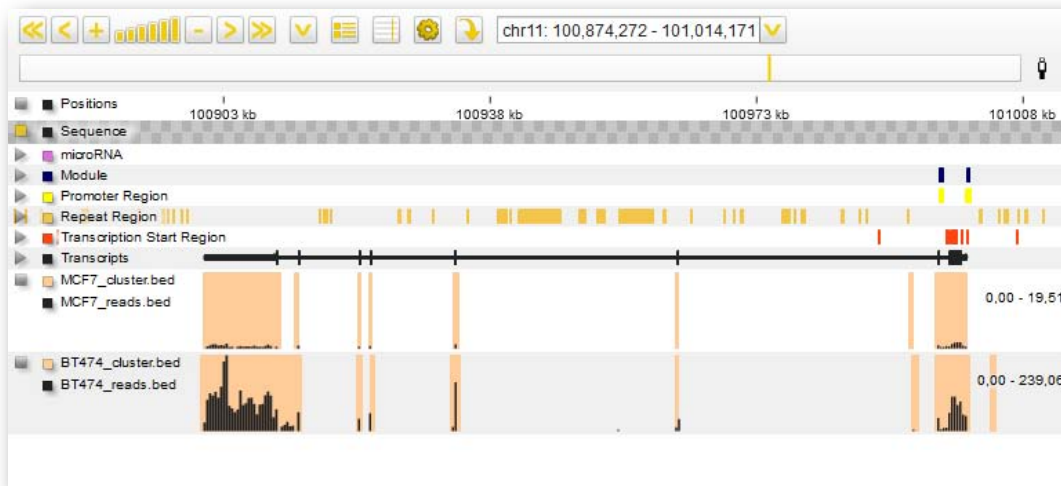 chr11: 100,874,272 - 101,014,171
Positions
100903 kb 100938 kb 100973 kb 101008 kb
Sequence
microRNA
Module
Promoter Region
Repeat Region
Transcription Start Region
Transcripts
MCF7_cluster.bed
MCF7_reads.bed
0,00 - 19,51
BT474_cluster.bed
BT474_reads.bed
0,00 - 239,06